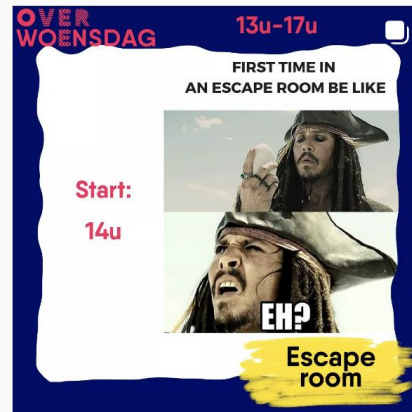 OVER
WOENSDAG
13u-17u
FIRST TIME IN
AN ESCAPE ROOM BE LIKE
Start:
14u
EH?
Escape
room